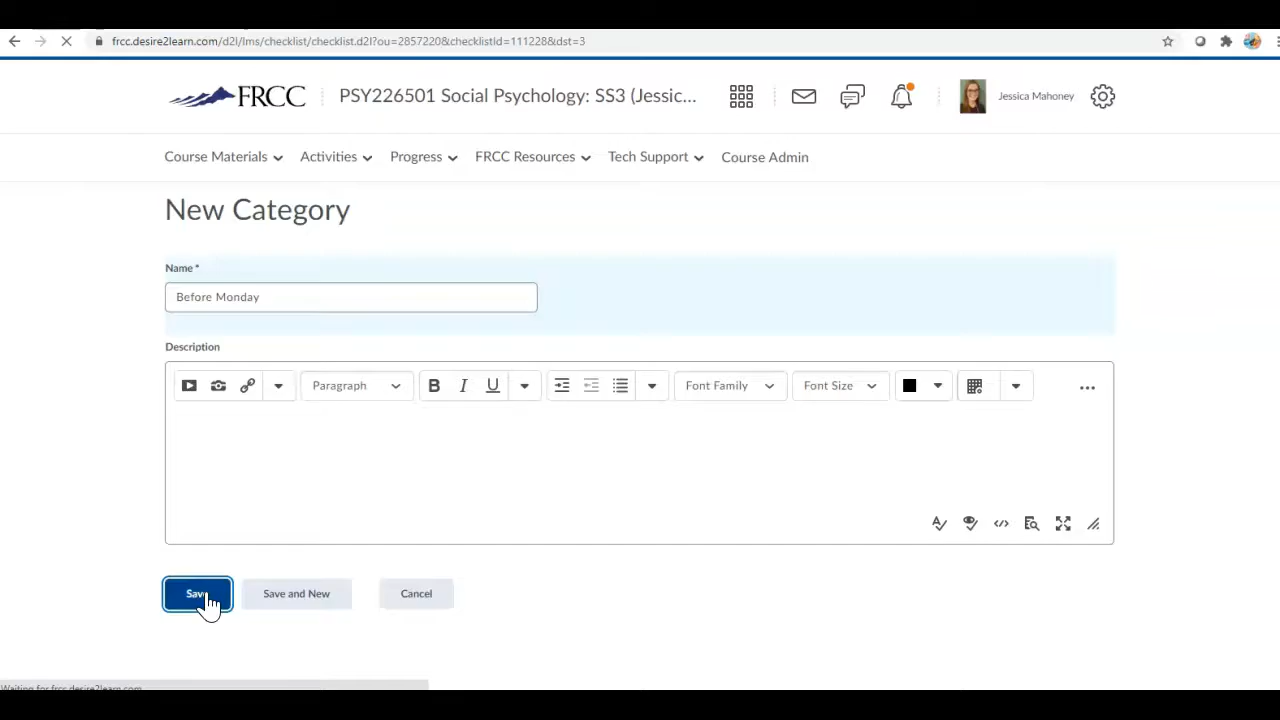 frcc.desire2learn.com/d2l/lms/checklist/checklist.d2l?ou=2857220&checklistId=111228&dst=3
FRCC
PSY226501 Social Psychology: SS3 (Jessic...
Jessica Mahoney
Course Materials
Activities
Progress
FRCC Resources
Tech Support
Course Admin
New Category
Name *
Before Monday
Description
Paragraph
B I U
Font Family
Font Size
Save
Save and New
Cancel
Waiting for frcc.desire2learn.com